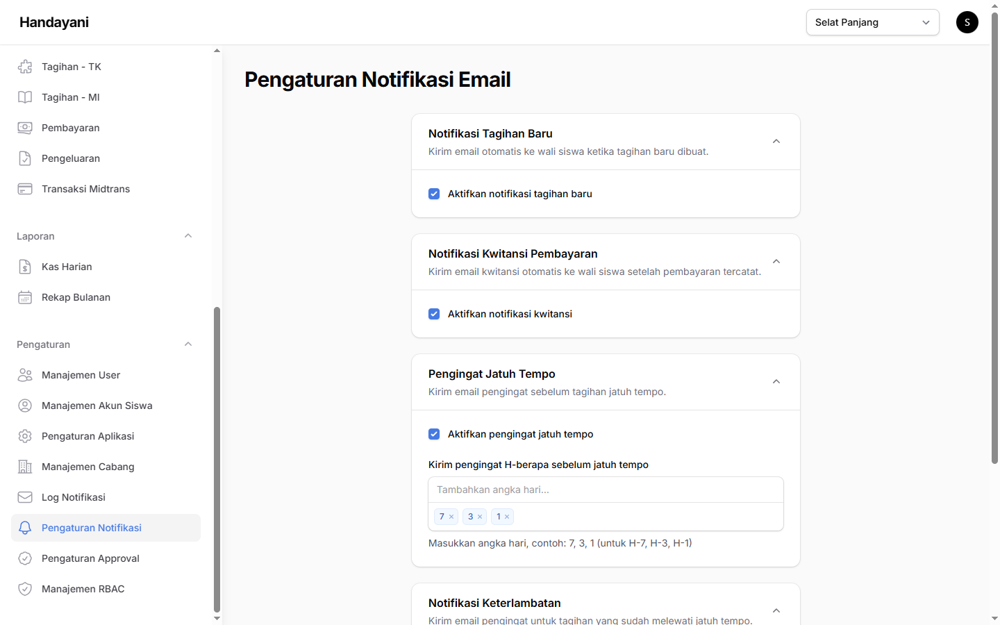 Handayani
Selat Panjang
S
Tagihan - TK
Tagihan - MI
Pembayaran
Pengeluaran
Transaksi Midtrans
Laporan
Kas Harian
Rekap Bulanan
Pengaturan
Manajemen User
Manajemen Akun Siswa
Pengaturan Aplikasi
Manajemen Cabang
Log Notifikasi
Pengaturan Notifikasi
Pengaturan Approval
Manajemen RBAC
Pengaturan Notifikasi Email
Notifikasi Tagihan Baru
Kirim email otomatis ke wali siswa ketika tagihan baru dibuat.
Aktifkan notifikasi tagihan baru
Notifikasi Kwitansi Pembayaran
Kirim email kwitansi otomatis ke wali siswa setelah pembayaran tercatat.
Aktifkan notifikasi kwitansi
Pengingat Jatuh Tempo
Kirim email pengingat sebelum tagihan jatuh tempo.
Aktifkan pengingat jatuh tempo
Kirim pengingat H-berapa sebelum jatuh tempo
Tambahkan angka hari...
7 × 3 × 1 ×
Masukkan angka hari, contoh: 7, 3, 1 (untuk H-7, H-3, H-1)
Notifikasi Keterlambatan
Kirim email pengingat untuk tagihan yang sudah melewati jatuh tempo.